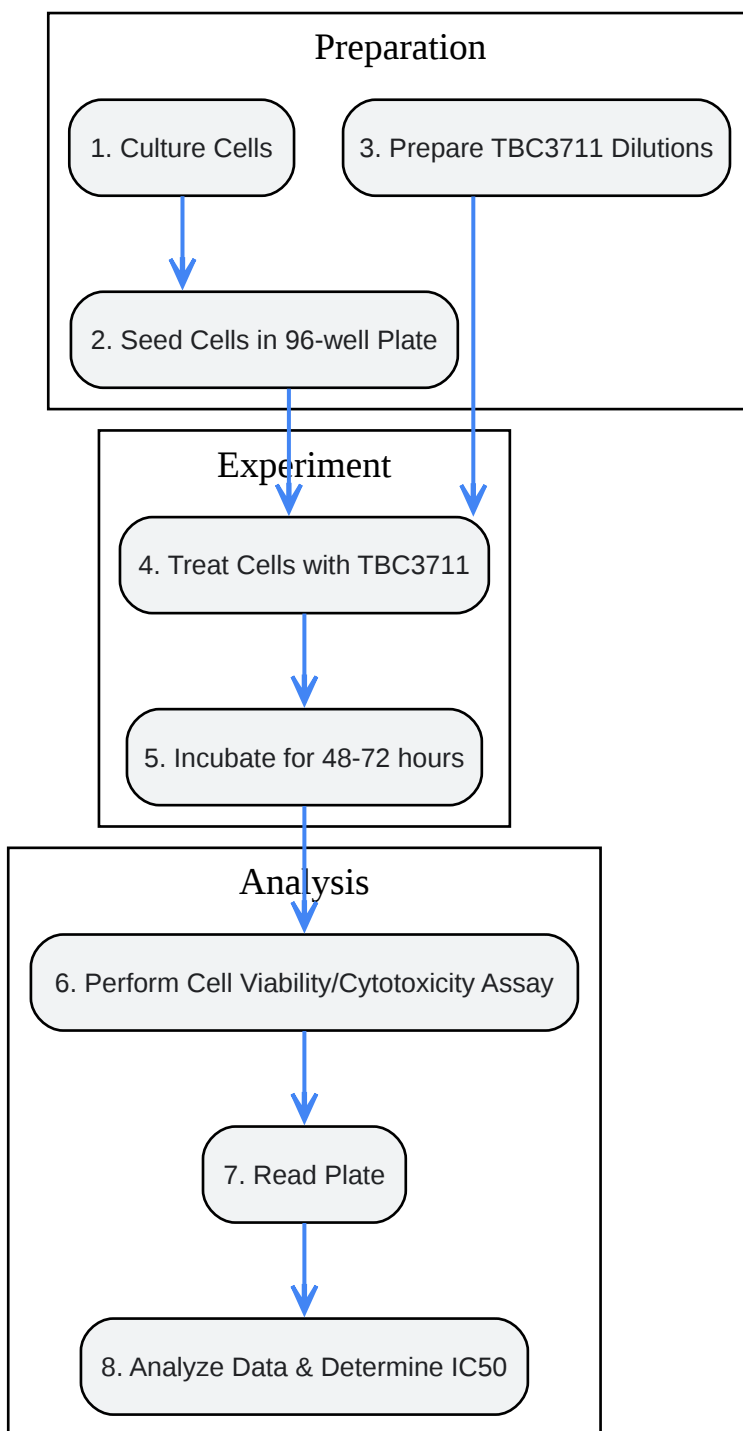 Preparation
1. Culture Cells
3. Prepare TBC3711 Dilutions
2. Seed Cells in 96-well Plate
Experiment
4. Treat Cells with TBC3711
5. Incubate for 48-72 hours
Analysis
6. Perform Cell Viability/Cytotoxicity Assay
7. Read Plate
8. Analyze Data & Determine IC50